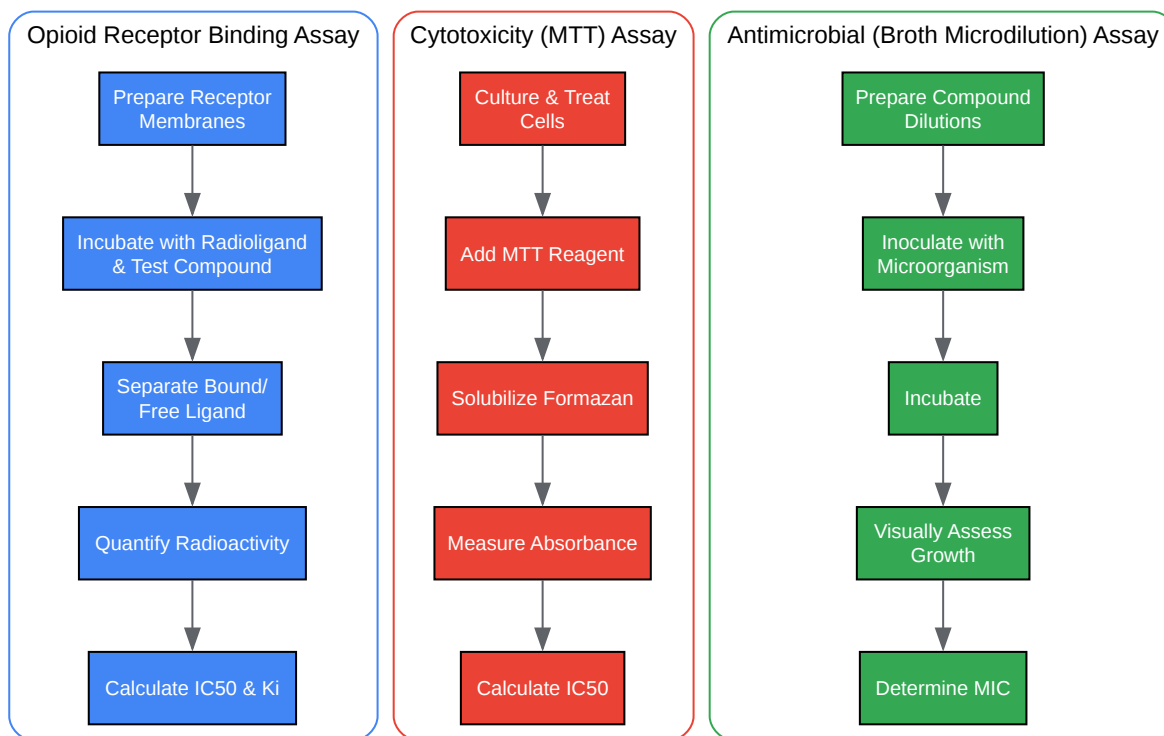 Opioid Receptor Binding Assay
Prepare Receptor
Membranes
Incubate with Radioligand
& Test Compound
Separate Bound/
Free Ligand
Quantify Radioactivity
Calculate IC50 & Ki
Cytotoxicity (MTT) Assay
Culture & Treat
Cells
Add MTT Reagent
Solubilize Formazan
Measure Absorbance
Calculate IC50
Antimicrobial (Broth Microdilution) Assay
Prepare Compound
Dilutions
Inoculate with
Microorganism
Incubate
Visually Assess
Growth
Determine MIC